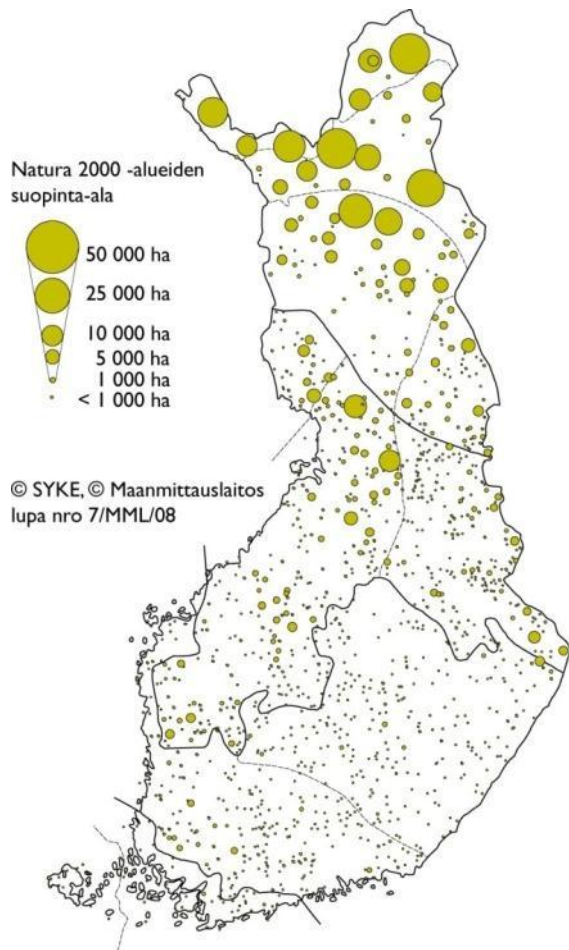 Natura 2000 -alueiden
suopinta-ala
50 000 ha
25 000 ha
10 000 ha
5 000 ha
1 000 ha
< 1 000 ha
© SYKE, © Maanmittauslaitos
lupa nro 7/MML/08